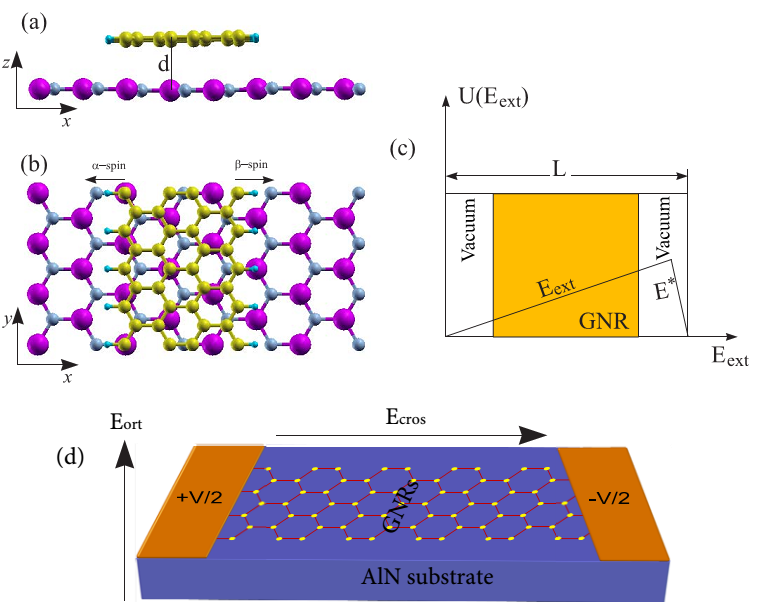 (a)
z
d
x
(b)
α−spin
β−spin
y
x
(c)
U(E_ext)
L
Vacuum
Vacuum
E_ext
E*
GNR
E_ext
(d)
E_ort
E_cros
+V/2
GNRs
-V/2
AlN substrate